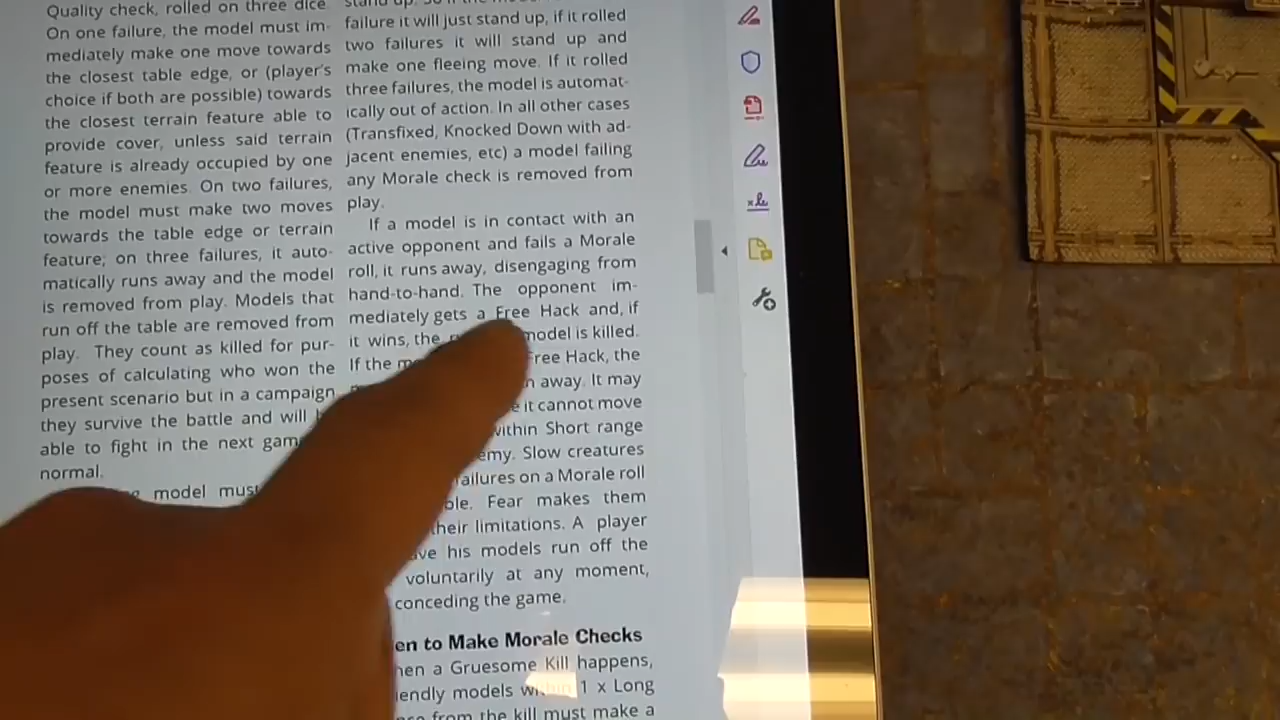 Quality check, rolled on three dice.
On one failure, the model must im-
mediately make one move towards
the closest table edge, or (player's
choice if both are possible) towards
the closest terrain feature able to
provide cover, unless said terrain
feature is already occupied by one
or more enemies. On two failures,
the model must make two moves
towards the table edge or terrain
feature; on three failures, it auto-
matically runs away and the model
is removed from play. Models that
run off the table are removed from
play. They count as killed for pur-
poses of calculating who won the
present scenario but in a campaign
they survive the battle and will
able to fight in the next game
normal.
model must
failure it will just stand up, if it rolled
two failures it will stand up and
make one fleeing move. If it rolled
three failures, the model is automat-
ically out of action. In all other cases
(Transfixed, Knocked Down with ad-
jacent enemies, etc) a model failing
any Morale check is removed from
play.
If a model is in contact with an
active opponent and fails a Morale
roll, it runs away, disengaging from
hand-to-hand. The opponent im-
mediately gets a Free Hack and, if
it wins, the model is killed.
If the Free Hack, the
away. It may
it cannot move
within Short range
Slow creatures
failures on a Morale roll
Fear makes them
their limitations. A player
his models run off the
voluntarily at any moment,
conceding the game.
en to Make Morale Checks
hen a Gruesome Kill happens,
iendly models 1 x Long
from the kill must make a